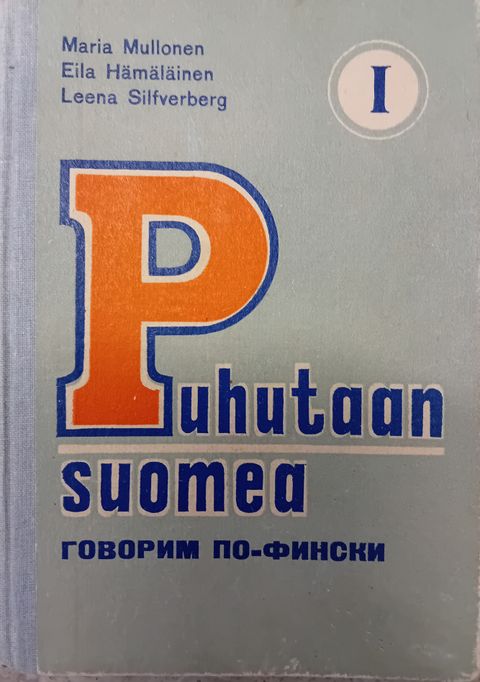 Maria Mullonen
Eila Hämäläinen
Leena Silfverberg
I
Puhutaan
suomea
ГОВОРИМ ПО-ФИНСКИ